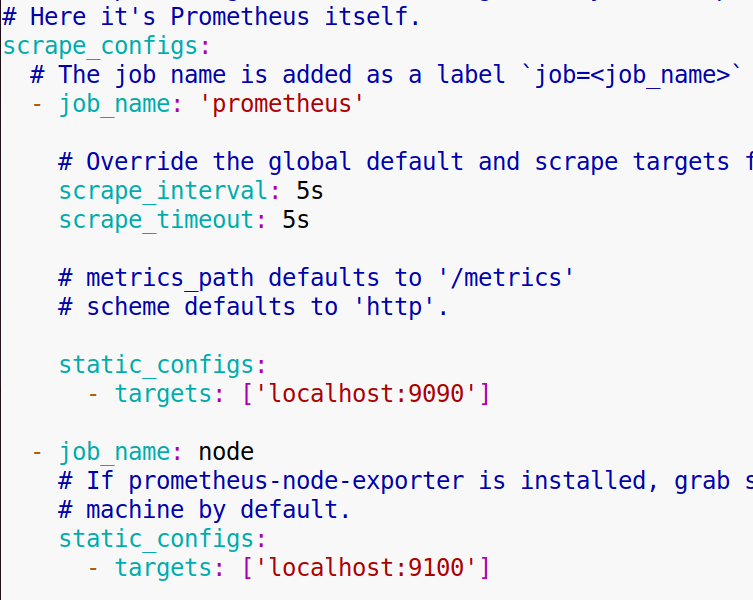 # Here it's Prometheus itself.
scrape_configs:
  # The job name is added as a label `job=<job_name>`
  - job_name: 'prometheus'

    # Override the global default and scrape targets f
    scrape_interval: 5s
    scrape_timeout: 5s

    # metrics_path defaults to '/metrics'
    # scheme defaults to 'http'.

    static_configs:
      - targets: ['localhost:9090']

  - job_name: node
    # If prometheus-node-exporter is installed, grab s
    # machine by default.
    static_configs:
      - targets: ['localhost:9100']